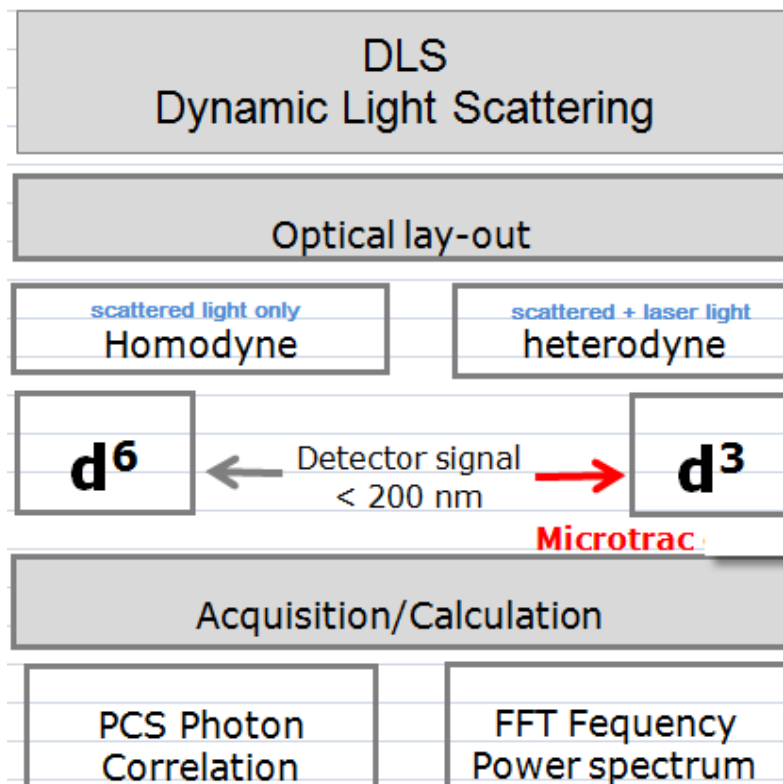 DLS
Dynamic Light Scattering
Optical lay-out
scattered light only
Homodyne
scattered + laser light
heterodyne
d⁶
Detector signal
< 200 nm
d³
Microtrac
Acquisition/Calculation
PCS Photon
Correlation
FFT Fequency
Power spectrum